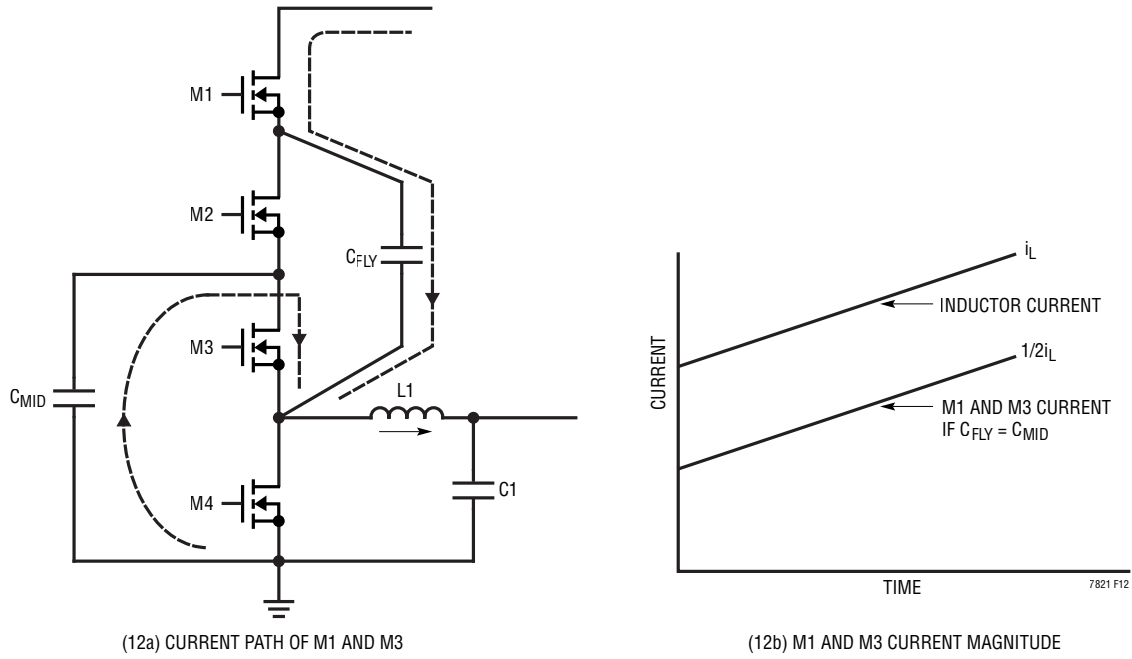 M1
M2
C_FLY
M3
C_MID
L1
M4
C1
(12a) CURRENT PATH OF M1 AND M3
CURRENT
i_L
INDUCTOR CURRENT
1/2i_L
M1 AND M3 CURRENT
IF C_FLY = C_MID
TIME
7821 F12
(12b) M1 AND M3 CURRENT MAGNITUDE